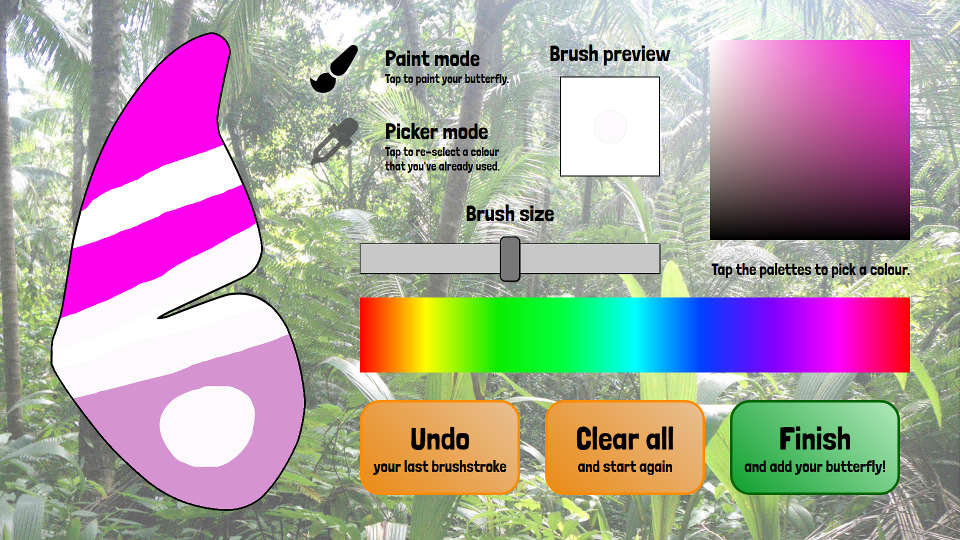 Paint mode
Tap to paint your butterfly.
Picker mode
Tap to re-select a colour
that you've already used.
Brush preview
Brush size
Tap the palettes to pick a colour.
Undo
your last brushstroke
Clear all
and start again
Finish
and add your butterfly!